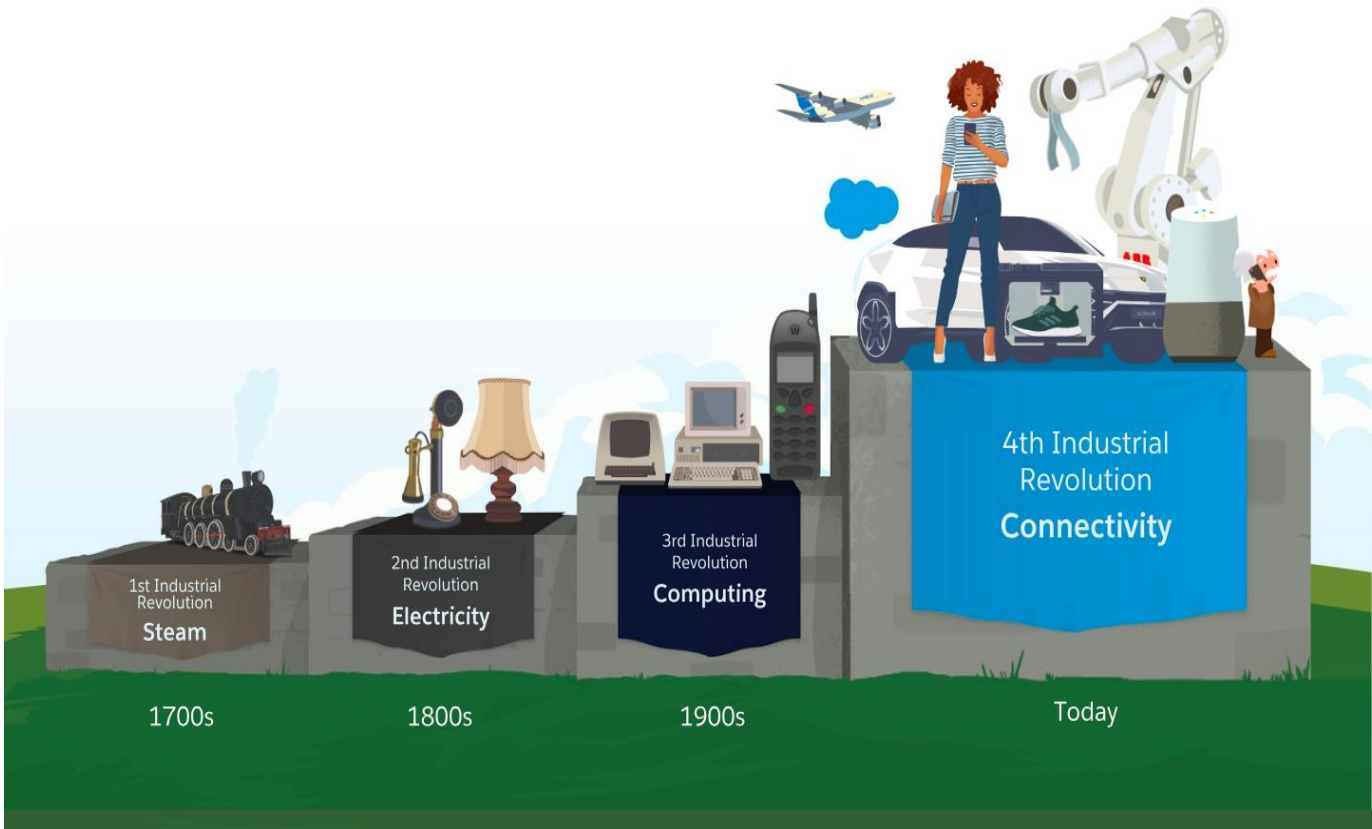 ABB
1st Industrial
Revolution
Steam
2nd Industrial
Revolution
Electricity
3rd Industrial
Revolution
Computing
4th Industrial
Revolution
Connectivity
1700s
1800s
1900s
Today